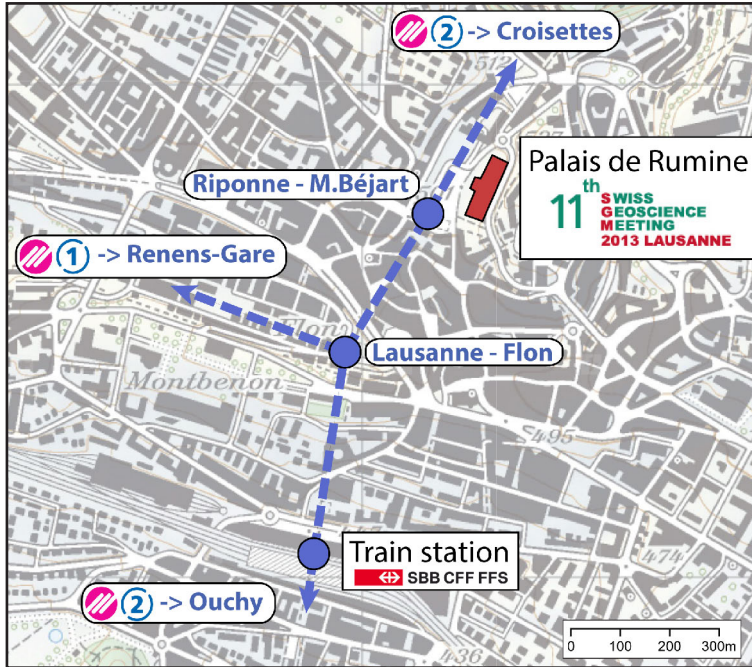 ② -> Croisettes
512
Palais de Rumine
11th
SWISS
GEOSCIENCE
MEETING
2013 LAUSANNE
Riponne - M.Béjart
① -> Renens-Gare
Flon
Lausanne - Flon
Montbenon
495
Train station
SBB CFF FFS
474
② -> Ouchy
436
0 100 200 300m